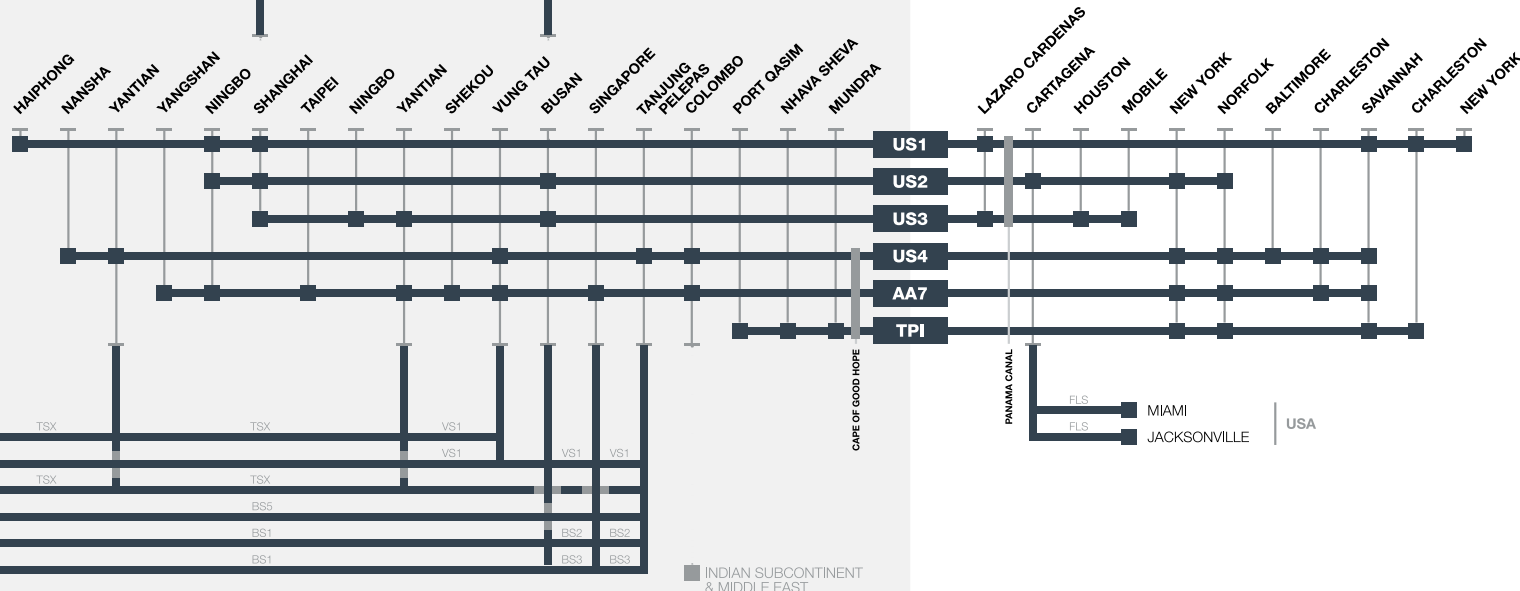 HAIPHONG
NANSHA
YANTIAN
YANGSHAN
NINGBO
SHANGHAI
TAIPEI
NINGBO
YANTIAN
SHEKOU
VUNG TAU
BUSAN
SINGAPORE
TANJUNG
PELEPAS
COLOMBO
PORT QASIM
NHAVA SHEVA
MUNDRA
LAZARO CARDENAS
CARTAGENA
HOUSTON
MOBILE
NEW YORK
NORFOLK
BALTIMORE
CHARLESTON
SAVANNAH
CHARLESTON
NEW YORK
US1
US2
US3
US4
AA7
TPI
CAPE OF GOOD HOPE
PANAMA CANAL
FLS
MIAMI
FLS
JACKSONVILLE
USA
TSX TSX VS1
VS1 VS1 VS1
TSX TSX
BS5
BS1 BS2 BS2
BS1 BS3 BS3
INDIAN SUBCONTINENT
& MIDDLE EAST